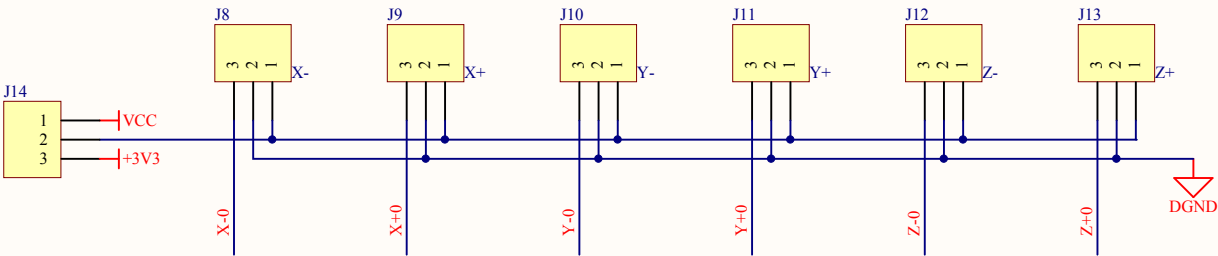 J8
J9
J10
J11
J12
J13
3 2 1 X-
3 2 1 X+
3 2 1 Y-
3 2 1 Y+
3 2 1 Z-
3 2 1 Z+
J14
1 VCC
2
3 +3V3
DGND
X-0
X+0
Y-0
Y+0
Z-0
Z+0